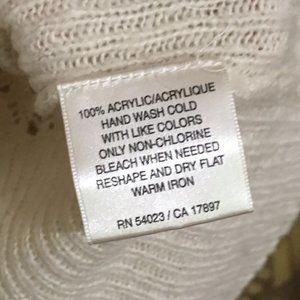 100% ACRYLIC/ACRYLIQUE
HAND WASH COLD
WITH LIKE COLORS
ONLY NON-CHLORINE
BLEACH WHEN NEEDED
RESHAPE AND DRY FLAT
WARM IRON
RN 54023 / CA 17897